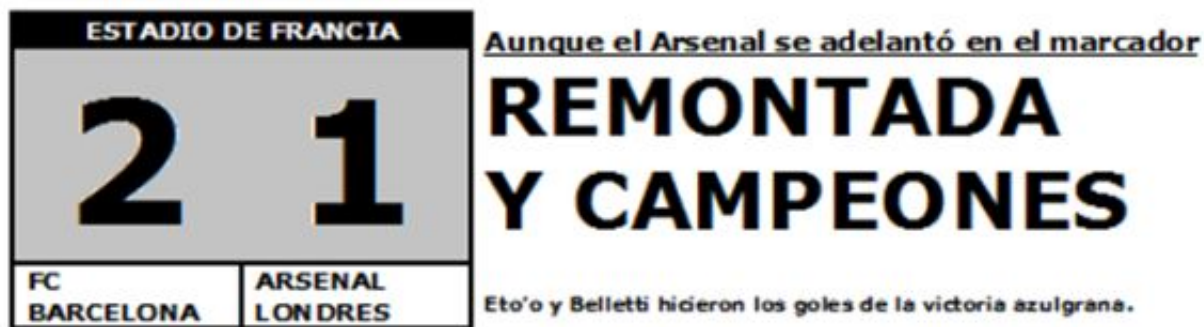 ESTADIO DE FRANCIA
2 1
FC BARCELONA
ARSENAL LONDRES
Aunque el Arsenal se adelantó en el marcador
REMONTADA
Y CAMPEONES
Eto'o y Belletti hicieron los goles de la victoria azulgrana.